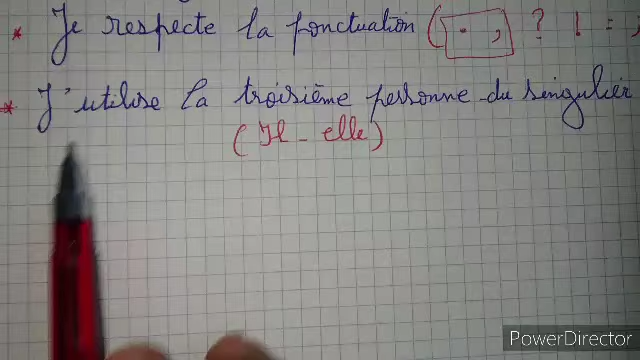 * Je respecte la ponctuation ( . , ? ! = ,
* J'utilise la troisième personne du singulier
( Il - elle )
PowerDirector